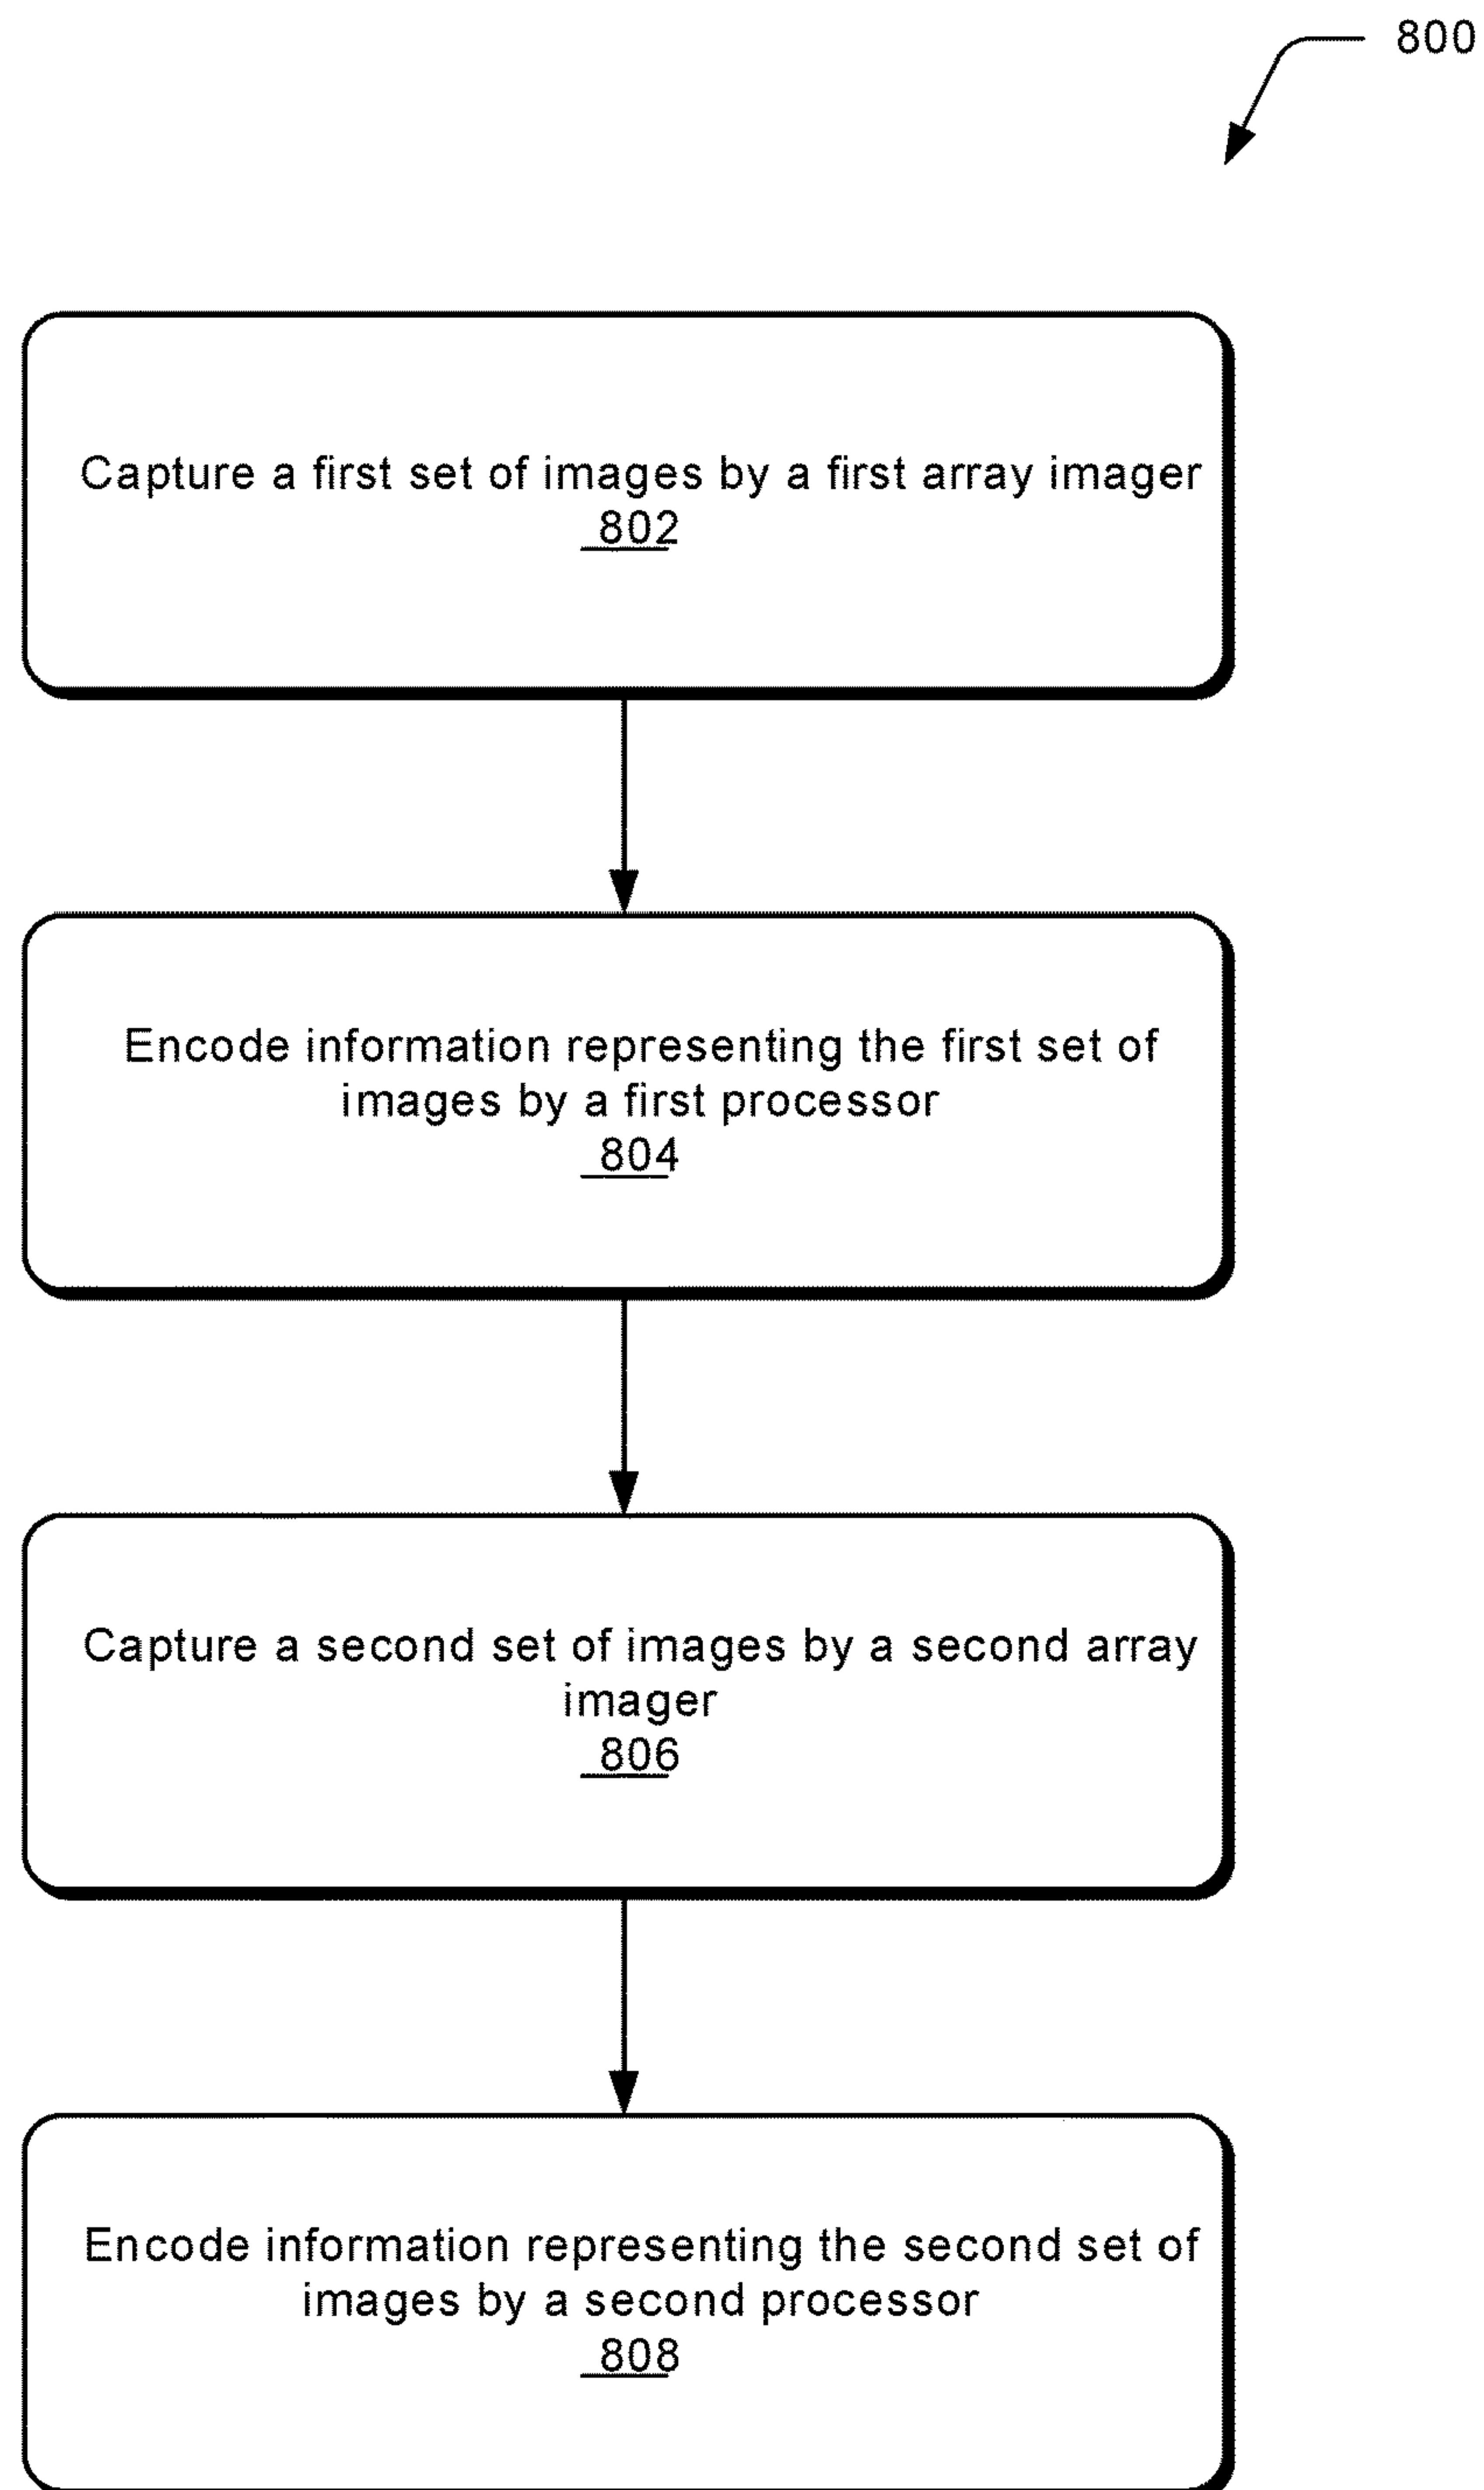 800
Capture a first set of images by a first array imager
802
Encode information representing the first set of
images by a first processor
804
Capture a second set of images by a second array
imager
806
Encode information representing the second set of
images by a second processor
808